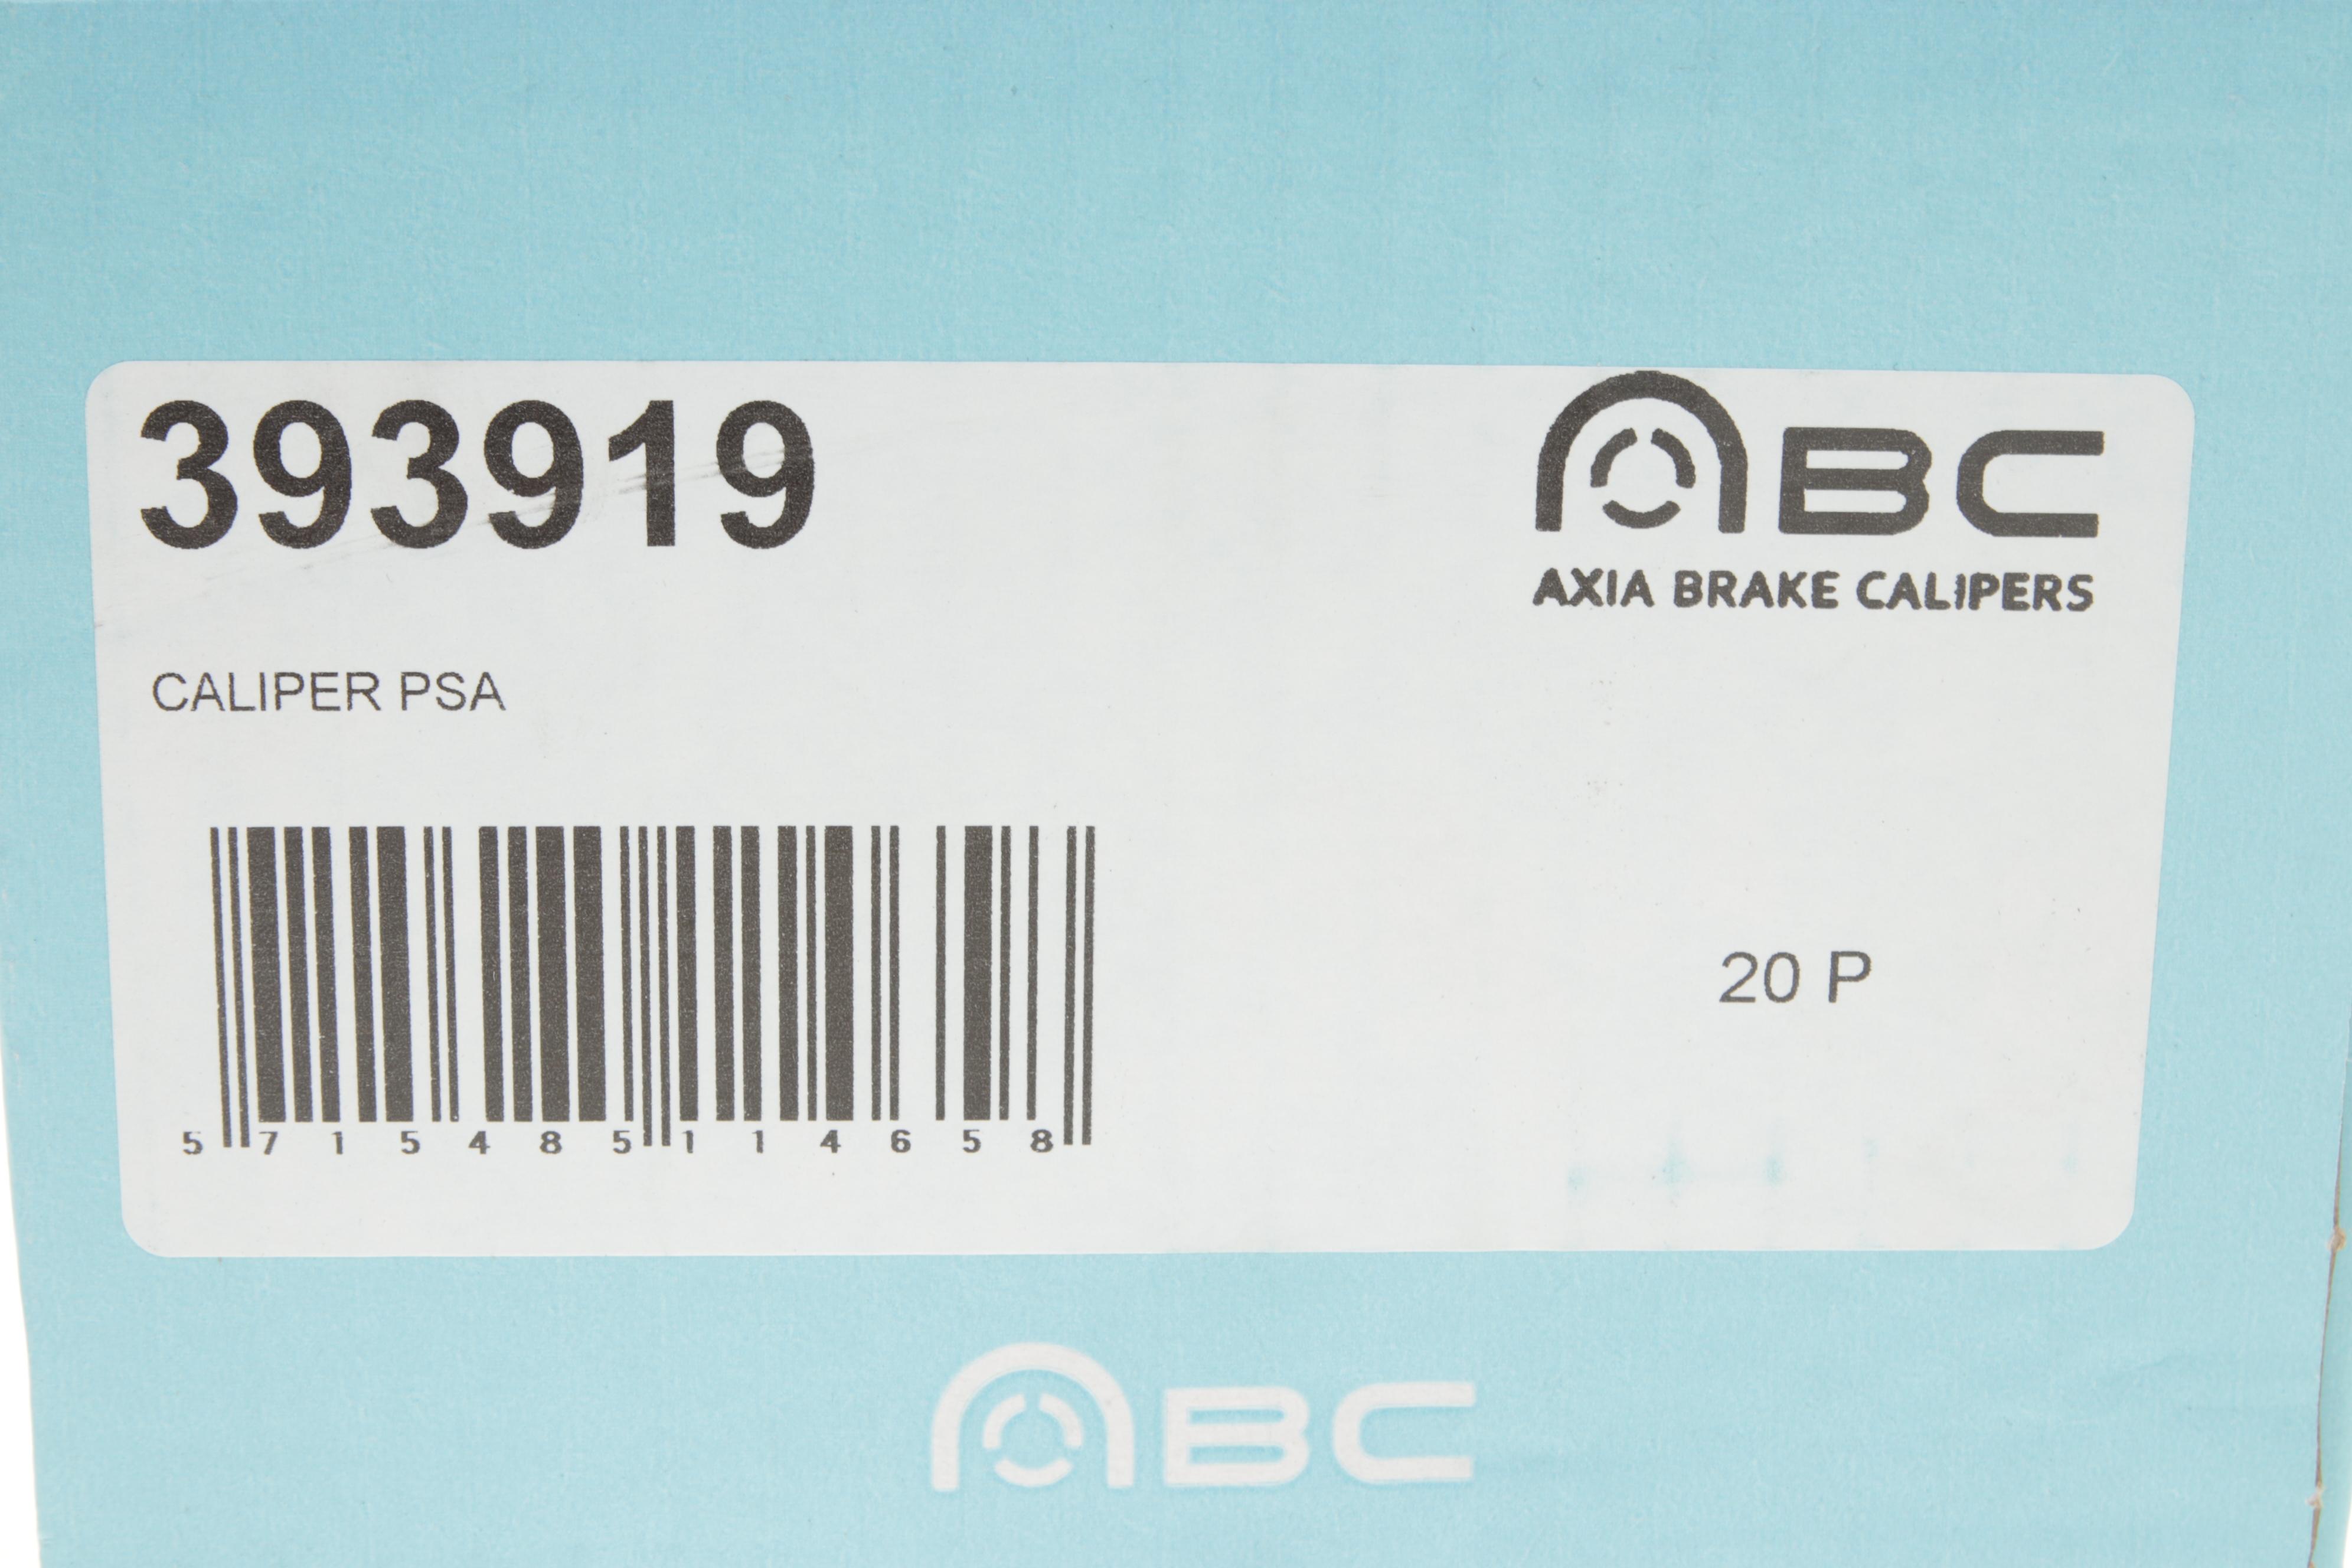 393919
ABC
AXIA BRAKE CALIPERS
CALIPER PSA
20 P
5 715485 114658
ABC